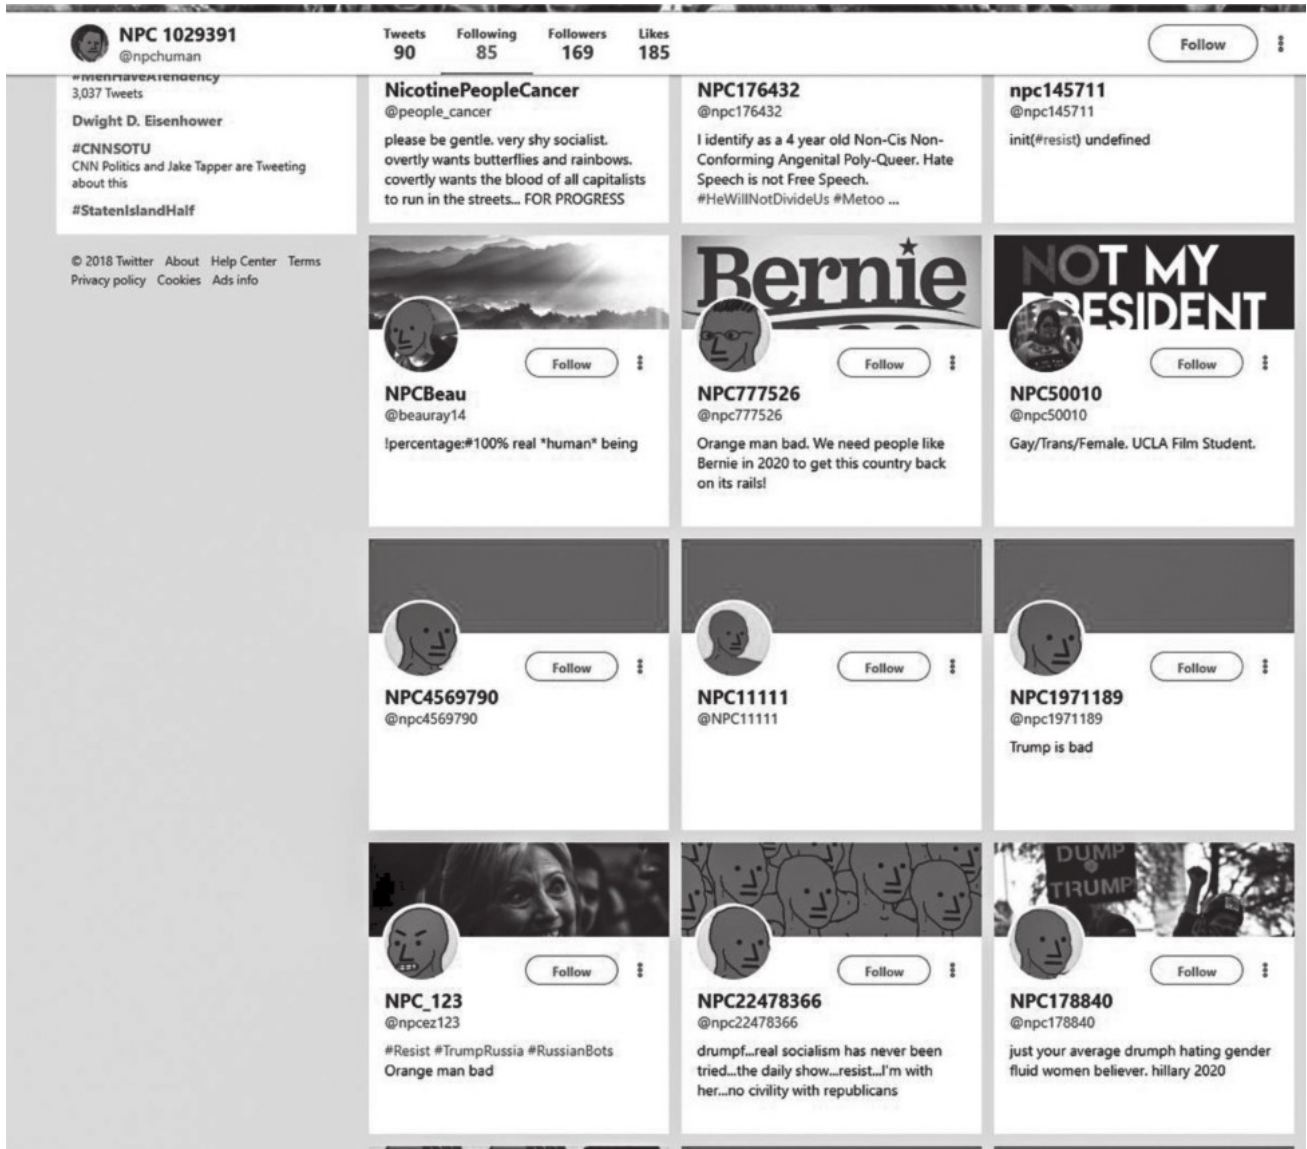 NPC 1029391
@npchuman
Tweets Following Followers Likes
90 85 169 185
Follow
#MenHaveATendency
3,037 Tweets
Dwight D. Eisenhower
#CNNSOTU
CNN Politics and Jake Tapper are Tweeting
about this
#StatenIslandHalf
© 2018 Twitter About Help Center Terms
Privacy policy Cookies Ads info
NicotinePeopleCancer
@people_cancer
please be gentle. very shy socialist.
overtly wants butterflies and rainbows.
covertly wants the blood of all capitalists
to run in the streets... FOR PROGRESS
NPC176432
@npc176432
I identify as a 4 year old Non-Cis Non-
Conforming Angenital Poly-Queer. Hate
Speech is not Free Speech.
#HeWillNotDivideUs #Metoo ...
npc145711
@npc145711
init(#resist) undefined
Follow
NPCBeau
@beauray14
!percentage:#100% real *human* being
Bernie
Follow
NPC777526
@npc777526
Orange man bad. We need people like
Bernie in 2020 to get this country back
on its rails!
NOT MY
PRESIDENT
Follow
NPC50010
@npc50010
Gay/Trans/Female. UCLA Film Student.
Follow
NPC4569790
@npc4569790
Follow
NPC11111
@NPC11111
Follow
NPC1971189
@npc1971189
Trump is bad
Follow
NPC_123
@npcez123
#Resist #TrumpRussia #RussianBots
Orange man bad
Follow
NPC22478366
@npc22478366
drumpf...real socialism has never been
tried...the daily show...resist...I'm with
her...no civility with republicans
DUMP
TRUMP
Follow
NPC178840
@npc178840
just your average drumph hating gender
fluid women believer. hillary 2020